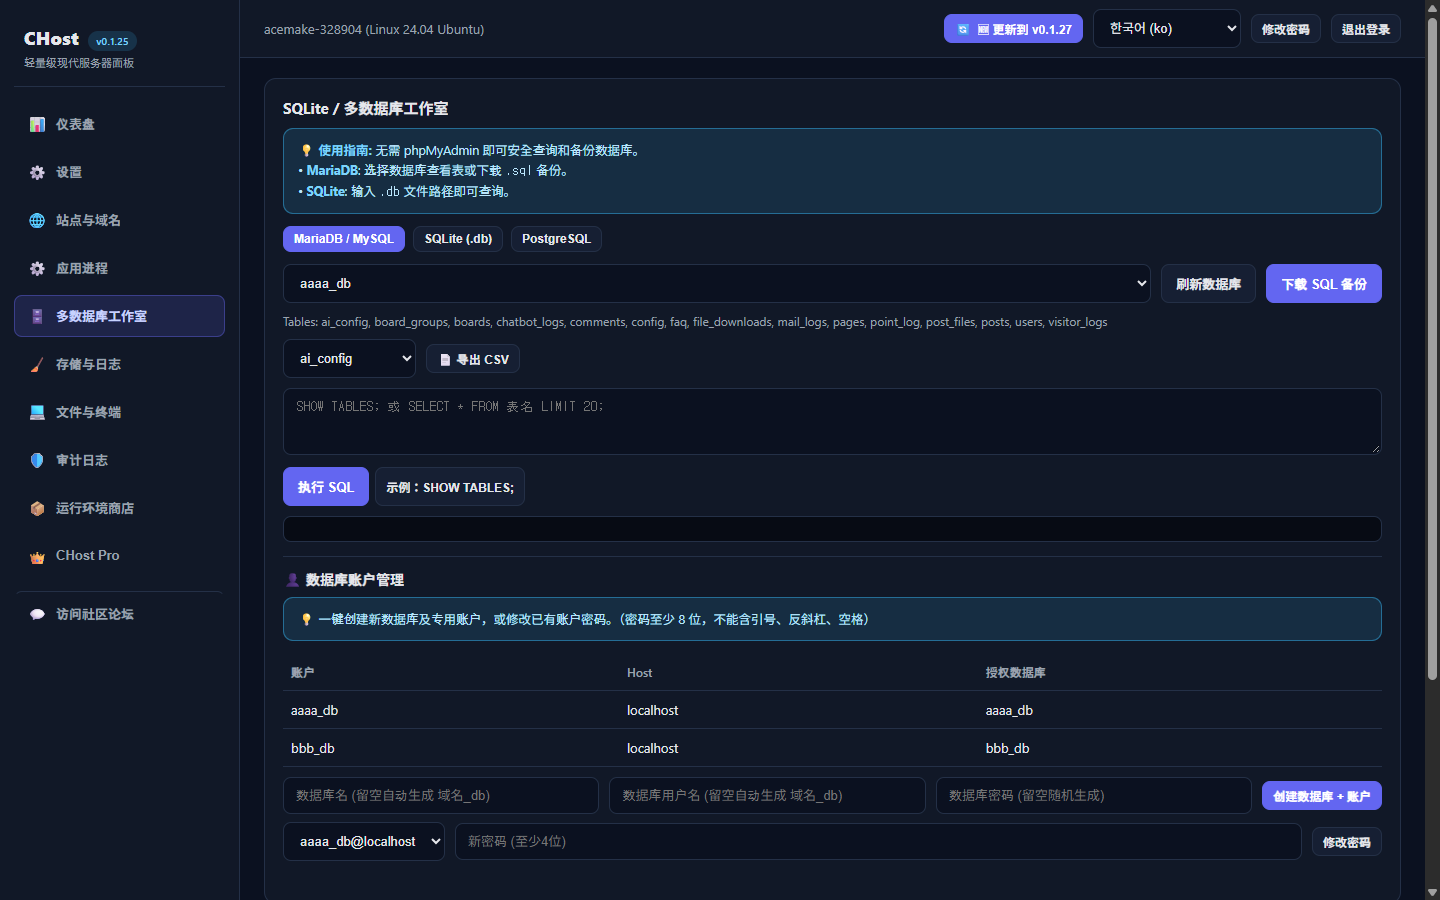 CHost v0.1.25
轻量级现代服务器面板
仪表盘
设置
站点与域名
应用进程
多数据库工作室
存储与日志
文件与终端
审计日志
运行环境商店
CHost Pro
访问社区论坛
acemake-328904 (Linux 24.04 Ubuntu)
🔄 🆕 更新到 v0.1.27
한국어 (ko)
修改密码
退出登录
SQLite / 多数据库工作室
💡 使用指南: 无需 phpMyAdmin 即可安全查询和备份数据库。
• MariaDB: 选择数据库查看表或下载 .sql 备份。
• SQLite: 输入 .db 文件路径即可查询。
MariaDB / MySQL
SQLite (.db)
PostgreSQL
aaaa_db
刷新数据库
下载 SQL 备份
Tables: ai_config, board_groups, boards, chatbot_logs, comments, config, faq, file_downloads, mail_logs, pages, point_log, post_files, posts, users, visitor_logs
ai_config
导出 CSV
SHOW TABLES; 或 SELECT * FROM 表名 LIMIT 20;
执行 SQL
示例：SHOW TABLES;
数据库账户管理
💡 一键创建新数据库及专用账户，或修改已有账户密码。（密码至少 8 位，不能含引号、反斜杠、空格）
账户 Host 授权数据库
aaaa_db localhost aaaa_db
bbb_db localhost bbb_db
数据库名 (留空自动生成 域名_db)
数据库用户名 (留空自动生成 域名_db)
数据库密码 (留空随机生成)
创建数据库 + 账户
aaaa_db@localhost
新密码 (至少4位)
修改密码